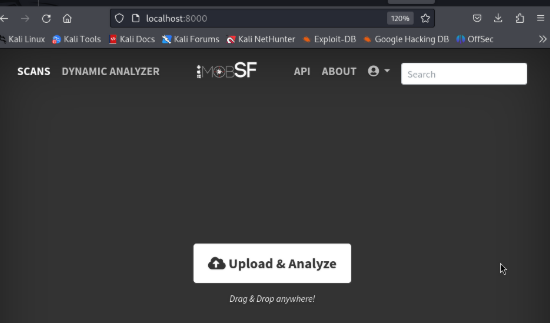 localhost:8000 120%
Kali Linux Kali Tools Kali Docs Kali Forums Kali NetHunter Exploit-DB Google Hacking DB OffSec
SCANS DYNAMIC ANALYZER MOBSF API ABOUT Search
Upload & Analyze
Drag & Drop anywhere!